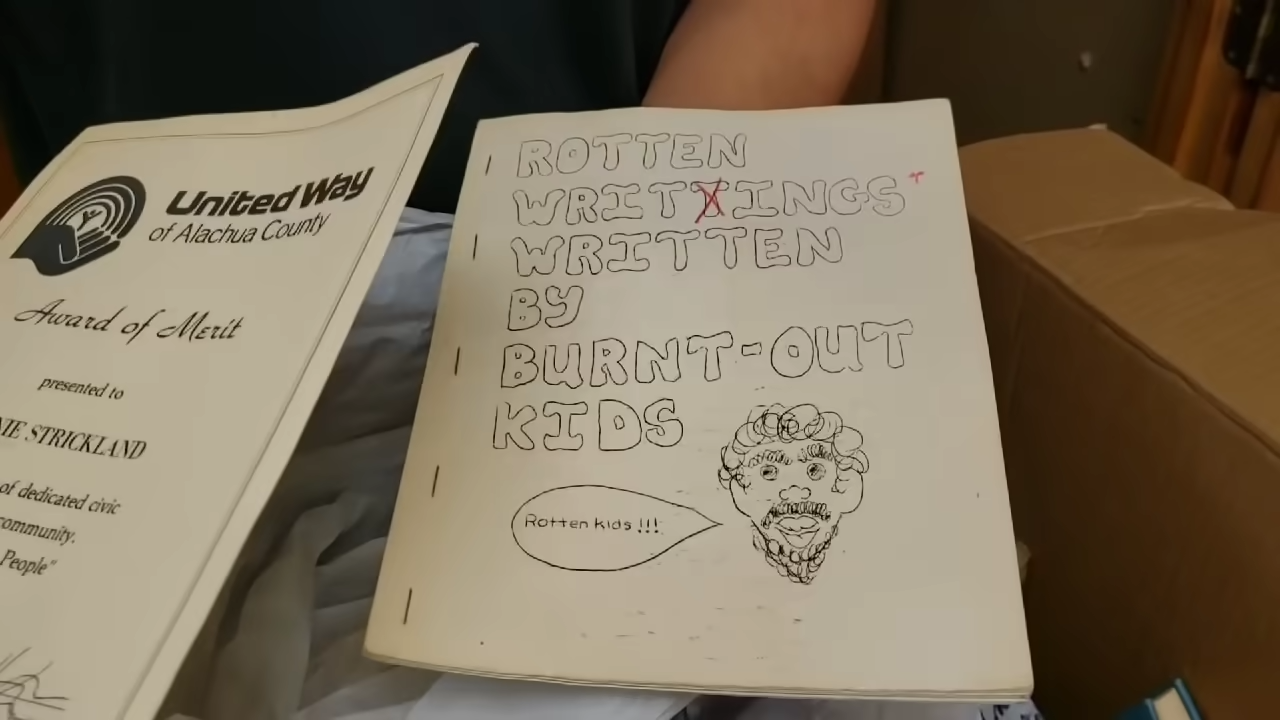 United Way
of Alachua County
Award of Merit
presented to
STRICKLAND
of dedicated civic
community.
People"
ROTTEN
WRITTINGS
WRITTEN
BY
BURNT-OUT
KIDS
Rotten kids !!!